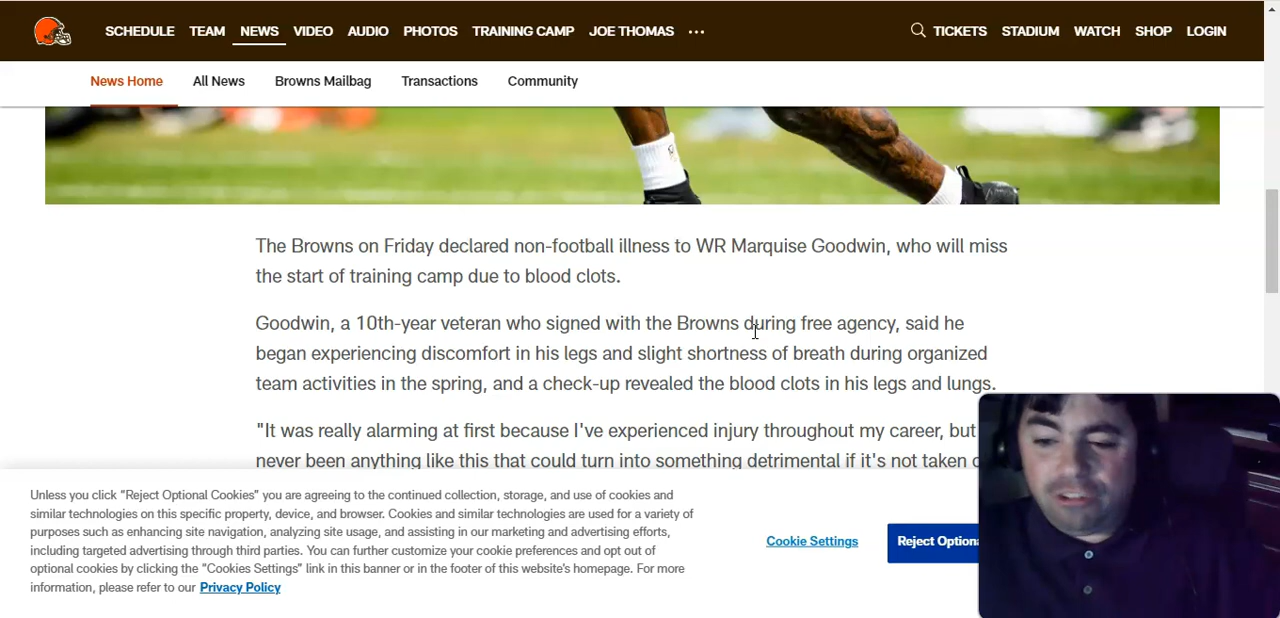 SCHEDULE TEAM NEWS VIDEO AUDIO PHOTOS TRAINING CAMP JOE THOMAS ••• TICKETS STADIUM WATCH SHOP LOGIN
News Home All News Browns Mailbag Transactions Community
The Browns on Friday declared non-football illness to WR Marquise Goodwin, who will miss
the start of training camp due to blood clots.
Goodwin, a 10th-year veteran who signed with the Browns during free agency, said he
began experiencing discomfort in his legs and slight shortness of breath during organized
team activities in the spring, and a check-up revealed the blood clots in his legs and lungs.
"It was really alarming at first because I've experienced injury throughout my career, but
never been anything like this that could turn into something detrimental if it's not taken
Unless you click “Reject Optional Cookies” you are agreeing to the continued collection, storage, and use of cookies and
similar technologies on this specific property, device, and browser. Cookies and similar technologies are used for a variety of
purposes such as enhancing site navigation, analyzing site usage, and assisting in our marketing and advertising efforts,
including targeted advertising through third parties. You can further customize your cookie preferences and opt out of
optional cookies by clicking the “Cookies Settings” link in this banner or in the footer of this website's homepage. For more
information, please refer to our Privacy Policy
Cookie Settings
Reject